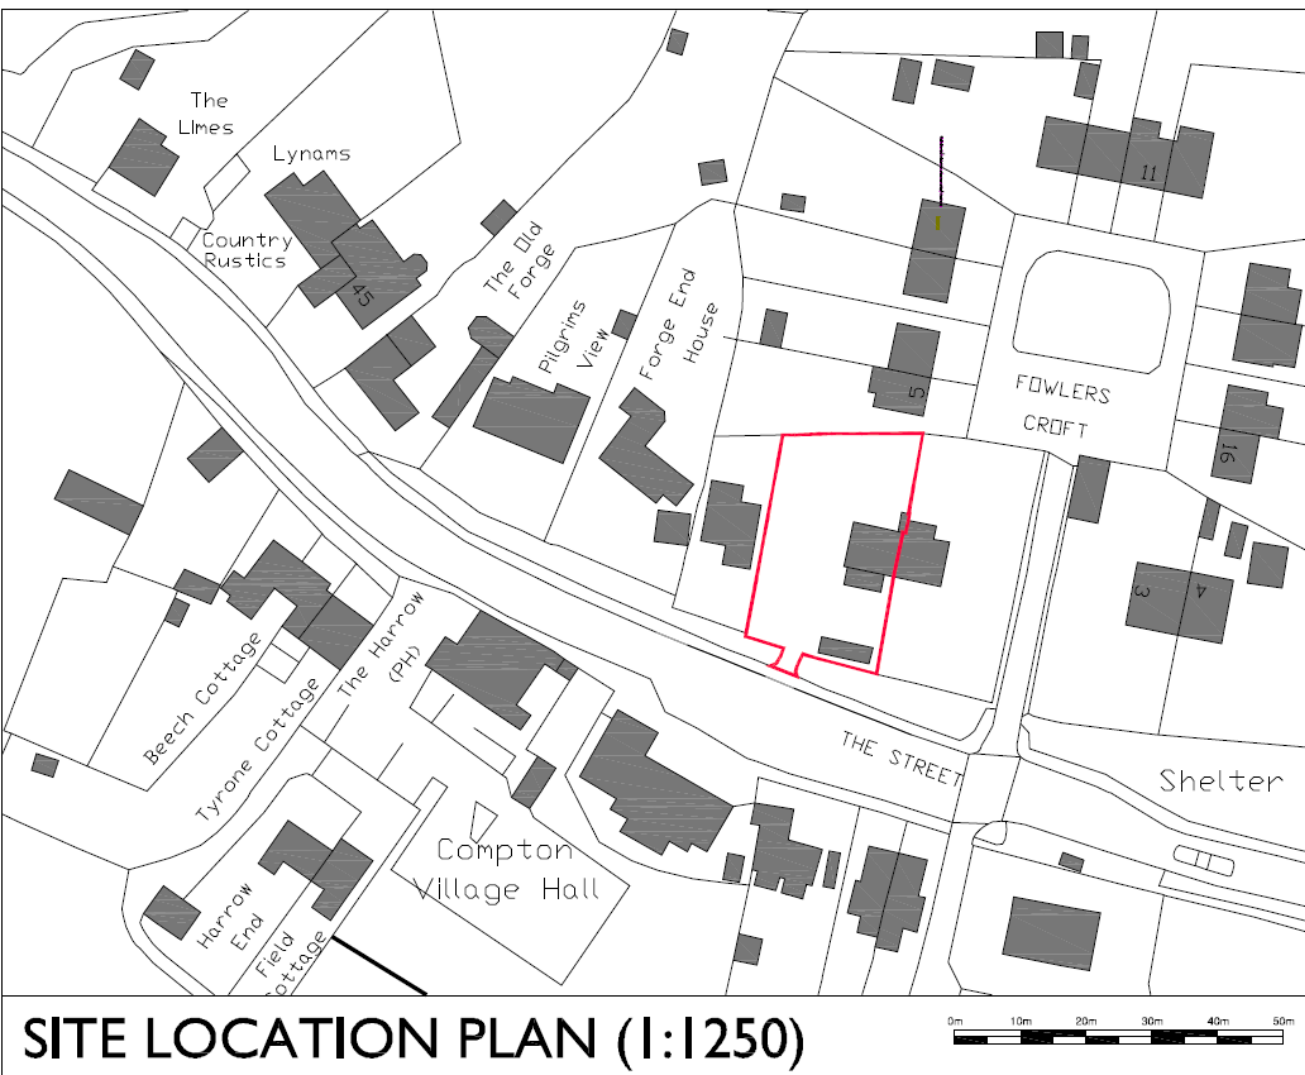 The
LImes
Lynams
11
Country
Rustics
45
The Old
Forge
Pilgrims
View
Forge End
House
5
FOWLERS
CROFT
16
3
4
Beech Cottage
Tyrone Cottage
The Harrow
(PH)
THE STREET
Shelter
Compton
Village Hall
Harrow
End
Field
Cottage
SITE LOCATION PLAN (1:1250)
0m 10m 20m 30m 40m 50m